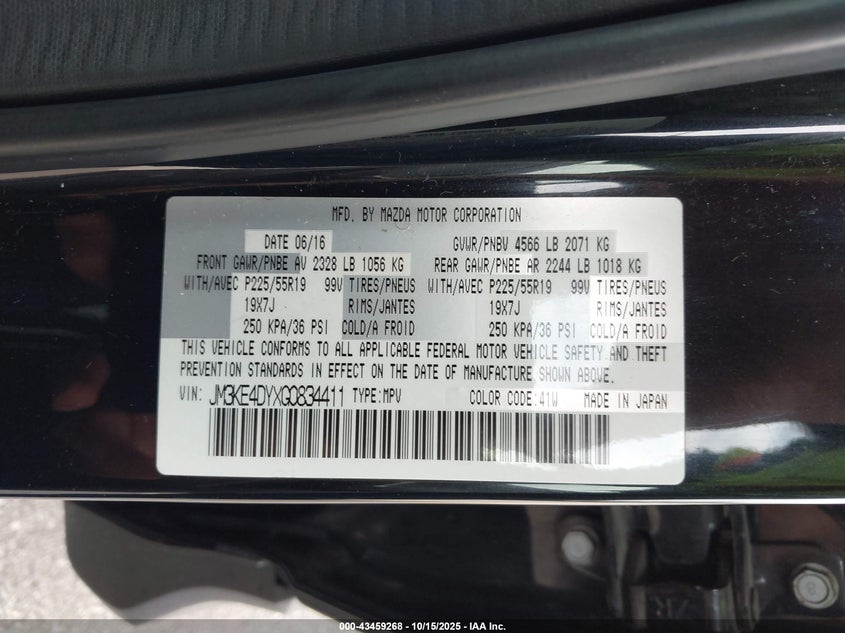 MFD. BY MAZDA MOTOR CORPORATION
DATE 06/16 GVWR/PNBV 4566 LB 2071 KG
FRONT GAWR/PNBE AV 2328 LB 1056 KG REAR GAWR/PNBE AR 2244 LB 1018 KG
WITH/AVEC P225/55R19 99V TIRES/PNEUS WITH/AVEC P225/55R19 99V TIRES/PNEUS
19X7J RIMS/JANTES 19X7J RIMS/JANTES
250 KPA/36 PSI COLD/A FROID 250 KPA/36 PSI COLD/A FROID
THIS VEHICLE CONFORMS TO ALL APPLICABLE FEDERAL MOTOR VEHICLE SAFETY AND THEFT
PREVENTION STANDARDS IN EFFECT ON THE DATE OF MANUFACTURE SHOWN ABOVE.
VIN: JM3KE4DYXG0834411 TYPE:MPV COLOR CODE:41W MADE IN JAPAN
000-43459268 - 10/15/2025 - IAA Inc.